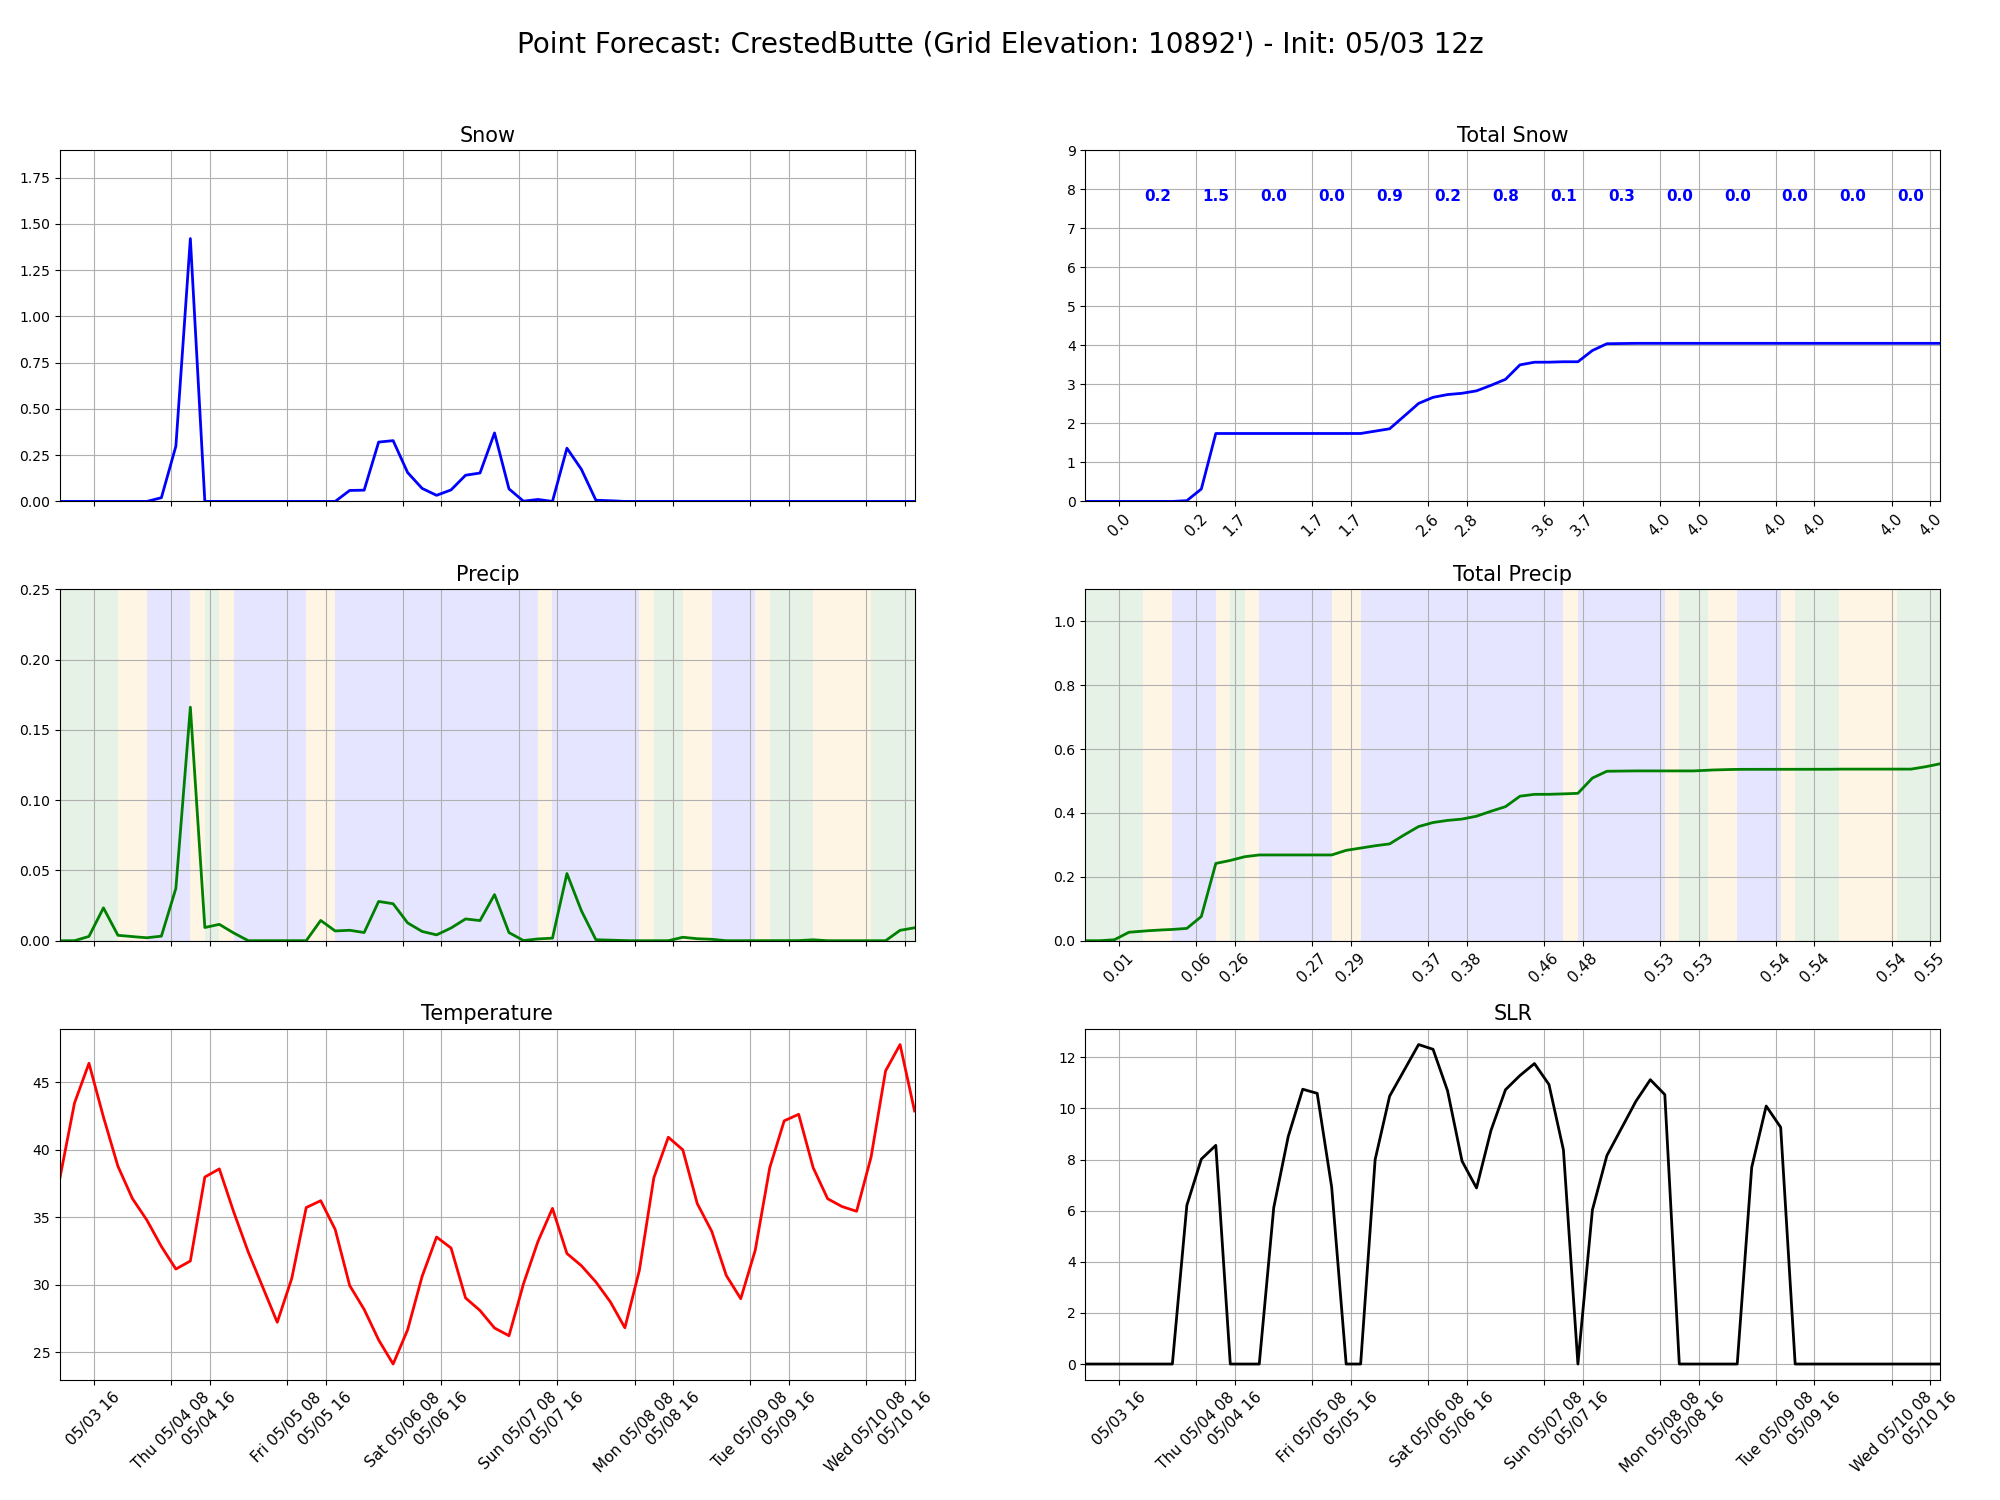 Point Forecast: CrestedButte (Grid Elevation: 10892') - Init: 05/03 12z
Snow
1.75
1.50
1.25
1.00
0.75
0.50
0.25
0.00
Total Snow
9
8
7
6
5
4
3
2
1
0
0.2 1.5 0.0 0.0 0.9 0.2 0.8 0.1 0.3 0.0 0.0 0.0 0.0 0.0
0.0 0.2 1.7 1.7 1.7 2.6 2.8 3.6 3.7 4.0 4.0 4.0 4.0 4.0 4.0
Precip
0.25
0.20
0.15
0.10
0.05
0.00
Total Precip
1.0
0.8
0.6
0.4
0.2
0.0
0.01 0.06 0.26 0.27 0.29 0.37 0.38 0.46 0.48 0.53 0.53 0.54 0.54 0.54 0.55
Temperature
45
40
35
30
25
05/03 16
Thu 05/04 08
05/04 16
Fri 05/05 08
05/05 16
Sat 05/06 08
05/06 16
Sun 05/07 08
05/07 16
Mon 05/08 08
05/08 16
Tue 05/09 08
05/09 16
Wed 05/10 08
05/10 16
SLR
12
10
8
6
4
2
0
05/03 16
Thu 05/04 08
05/04 16
Fri 05/05 08
05/05 16
Sat 05/06 08
05/06 16
Sun 05/07 08
05/07 16
Mon 05/08 08
05/08 16
Tue 05/09 08
05/09 16
Wed 05/10 08
05/10 16